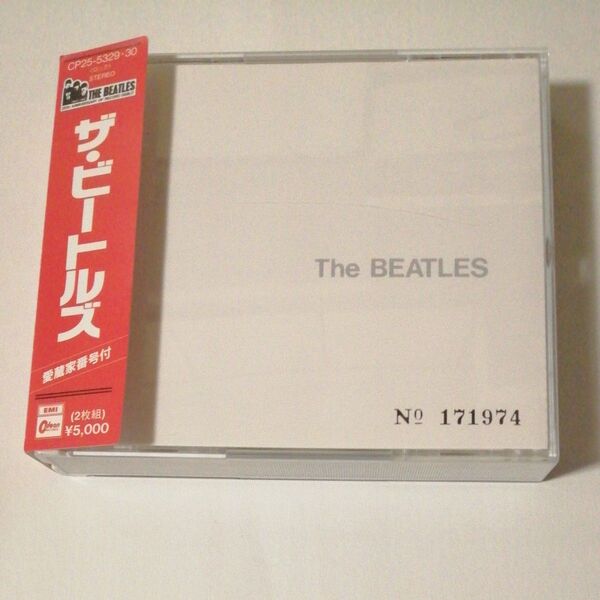 CP25-5329・30
STEREO
THE BEATLES
ザ・ビートルズ
愛蔵家番号付
EMI
Odeon
(2枚組)
¥5,000
The BEATLES
Nº 171974